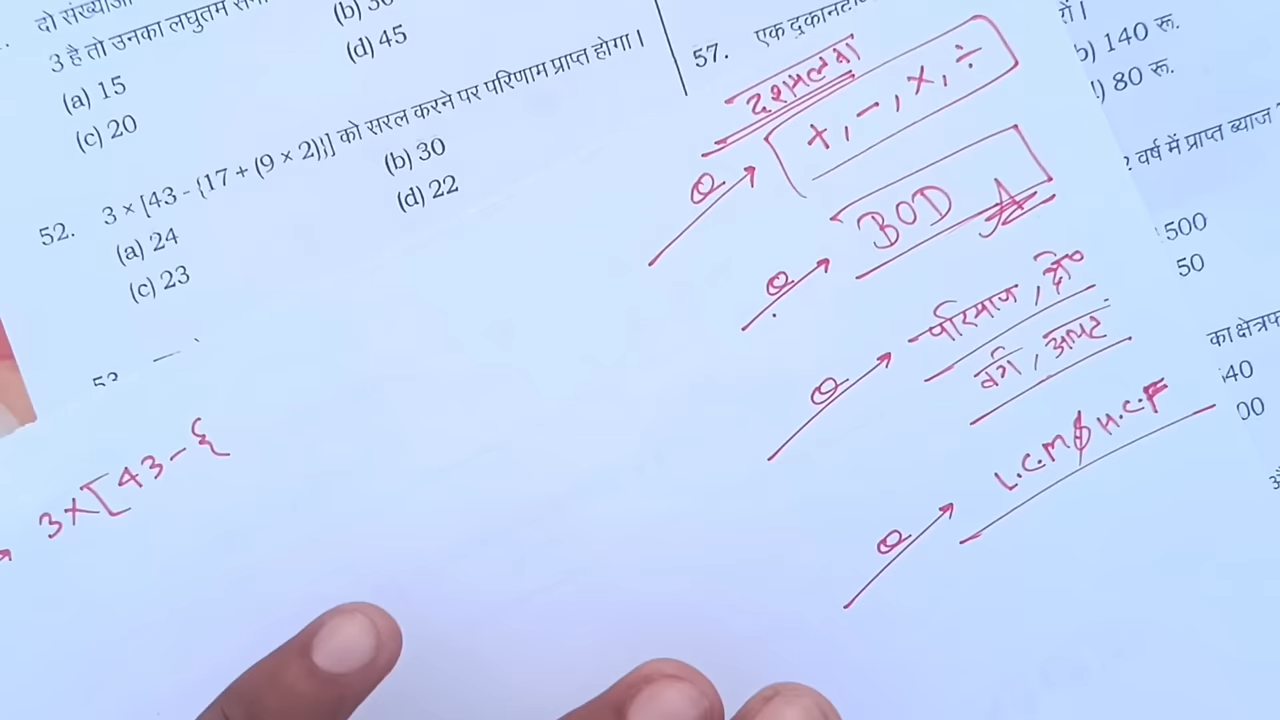 दो संख्याओं
3 है तो उनका लघुतम
(a) 15
(b) 30
(c) 20
(d) 45
52. 3 × [43 - {17 + (9 × 2)}] को सरल करने पर परिणाम प्राप्त होगा।
(a) 24
(b) 30
(c) 23
(d) 22
3×[43-{
57. एक दुकानदार
b) 140 रू.
) 80 रू.
वर्ष में प्राप्त ब्याज
500
50
का क्षेत्रफ
40
00
दशमलव
Q → +, -, ×, ÷
Q → BOD
Q → परिमाप, क्षे०
वर्ग, आयत
Q → L.C.M $ H.C.F